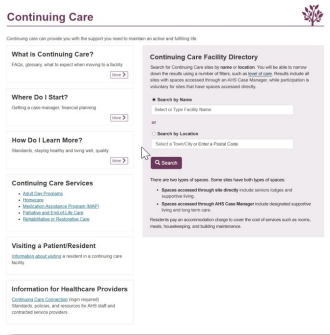 Continuing Care
Continuing care can provide you with the support you need to maintain an active and fulfilling life.
What is Continuing Care?
FAQs, glossary, what to expect when moving to a facility
More
Where Do I Start?
Getting a case manager, financial planning
More
How Do I Learn More?
Standards, staying healthy and living well, quality
More
Continuing Care Services
Adult Day Programs
Homecare
Medication Assistance Program (MAP)
Palliative and End-of-Life Care
Rehabilitative or Restorative Care
Visiting a Patient/Resident
Information about visiting a resident in a continuing care
facility.
Information for Healthcare Providers
Continuing Care Connection (login required)
Standards, policies, and resources for AHS staff and
contracted service providers.
Continuing Care Facility Directory
Search for Continuing Care sites by name or location. You will be able to narrow
down the results using a number of filters, such as level of care. Results include all
sites with spaces accessed through an AHS Case Manager, while participation is
voluntary for sites that have spaces accessed directly.
Search by Name
Select or Type Facility Name
or
Search by Location
Select a Town/City or Enter a Postal Code
Search
There are two types of spaces. Some sites have both types of spaces:
Spaces accessed through site directly include seniors lodges and
supportive living.
Spaces accessed through AHS Case Manager include designated supportive
living and long term care.
Residents pay an accommodation charge to cover the cost of services such as rooms,
meals, housekeeping, and building maintenance.